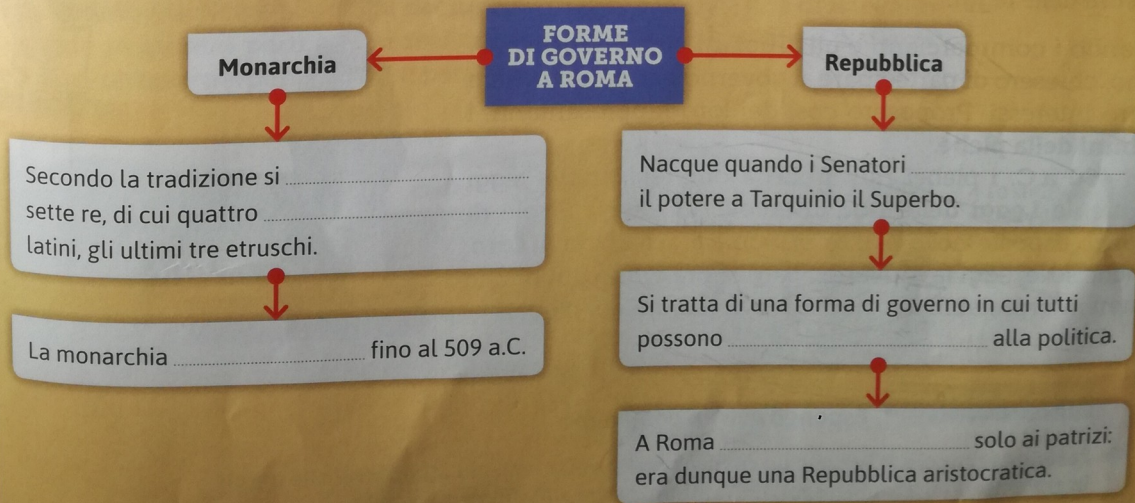 FORME
DI GOVERNO
A ROMA
Monarchia
Secondo la tradizione si ........................
sette re, di cui quattro ........................
latini, gli ultimi tre etruschi.
La monarchia ........................ fino al 509 a.C.
Repubblica
Nacque quando i Senatori ........................
il potere a Tarquinio il Superbo.
Si tratta di una forma di governo in cui tutti
possono ........................ alla politica.
A Roma ........................ solo ai patrizi:
era dunque una Repubblica aristocratica.